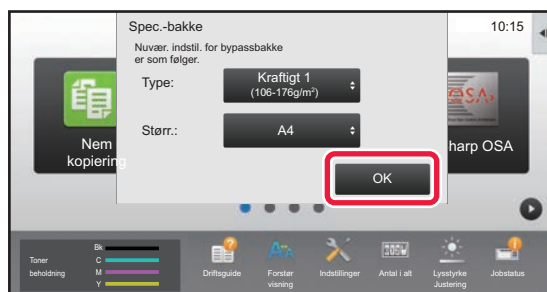 Spec.-bakke
10:15
Nuvær. indstil. for bypassbakke
er som følger.
Type:
Kraftigt 1
(106-176g/m²)
Størr.:
A4
OK
Nem
kopiering
harp OSA
Toner
beholdning
Bk
C
M
Y
Driftsguide
Forstør
visning
Indstillinger
Antal i alt
Lysstyrke
Justering
Jobstatus